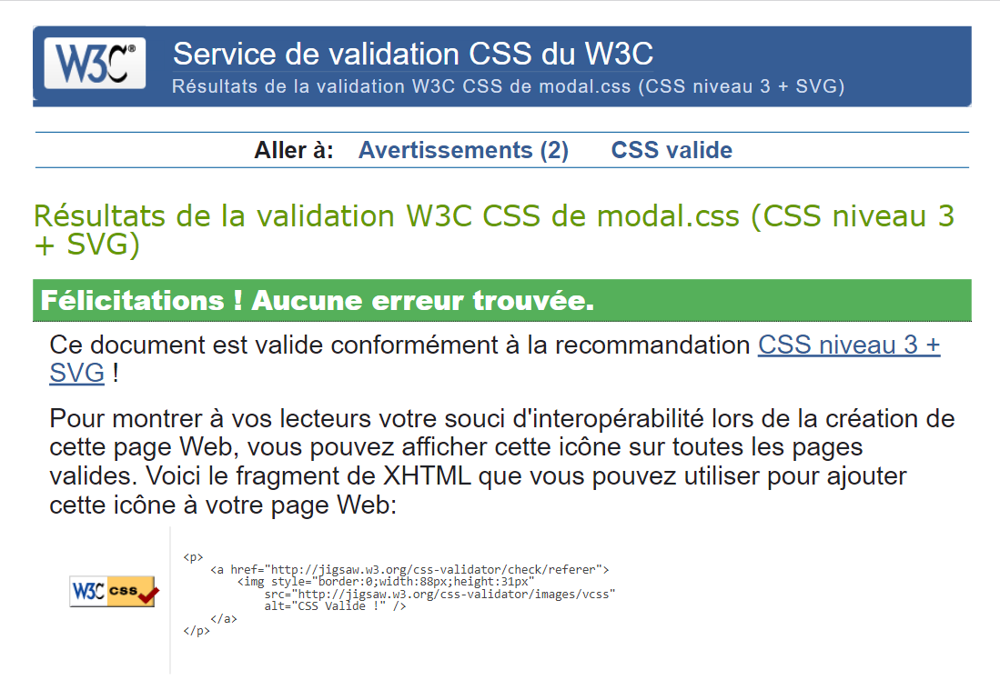 W3C®
Service de validation CSS du W3C
Résultats de la validation W3C CSS de modal.css (CSS niveau 3 + SVG)
Aller à: Avertissements (2) CSS valide
Résultats de la validation W3C CSS de modal.css (CSS niveau 3
+ SVG)
Félicitations ! Aucune erreur trouvée.
Ce document est valide conformément à la recommandation CSS niveau 3 +
SVG !
Pour montrer à vos lecteurs votre souci d'interopérabilité lors de la création de
cette page Web, vous pouvez afficher cette icône sur toutes les pages
valides. Voici le fragment de XHTML que vous pouvez utiliser pour ajouter
cette icône à votre page Web:
W3C css
<p>
<a href="http://jigsaw.w3.org/css-validator/check/referer">
<img style="border:0;width:88px;height:31px"
src="http://jigsaw.w3.org/css-validator/images/vcss"
alt="CSS Valide !" />
</a>
</p>